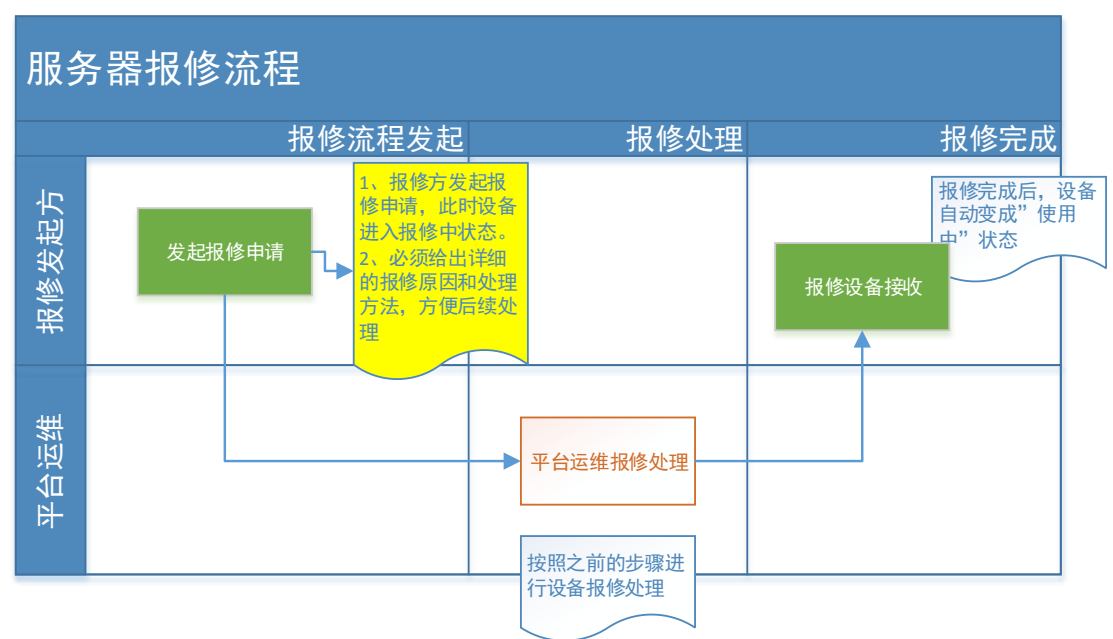 服务器报修流程
报修流程发起
报修处理
报修完成
报修发起方
发起报修申请
1、报修方发起报
修申请，此时设备
进入报修中状态。
2、必须给出详细
的报修原因和处理
方法，方便后续处
理
报修完成后，设备
自动变成”使用
中”状态
报修设备接收
平台运维
平台运维报修处理
按照之前的步骤进
行设备报修处理